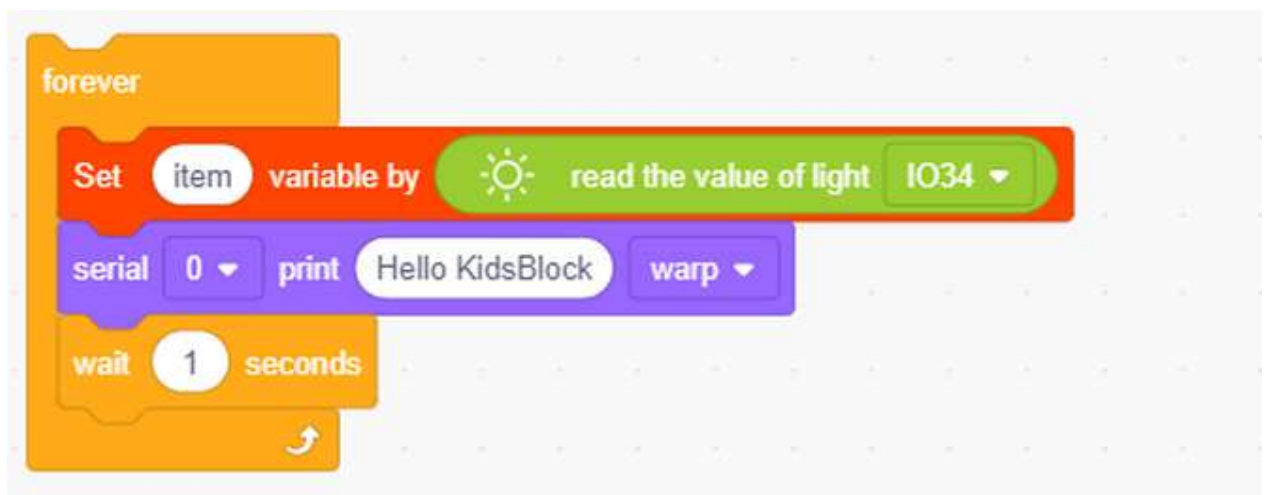 forever
Set item variable by read the value of light IO34
serial 0 print Hello KidsBlock warp
wait 1 seconds